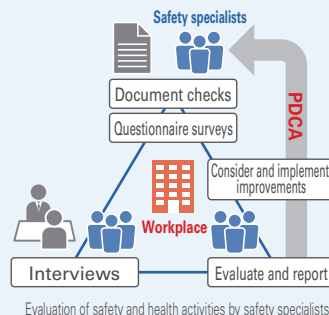 Safety specialists
Document checks
Questionnaire surveys
PDCA
Consider and implement
improvements
Workplace
Interviews
Evaluate and report
Evaluation of safety and health activities by safety specialists